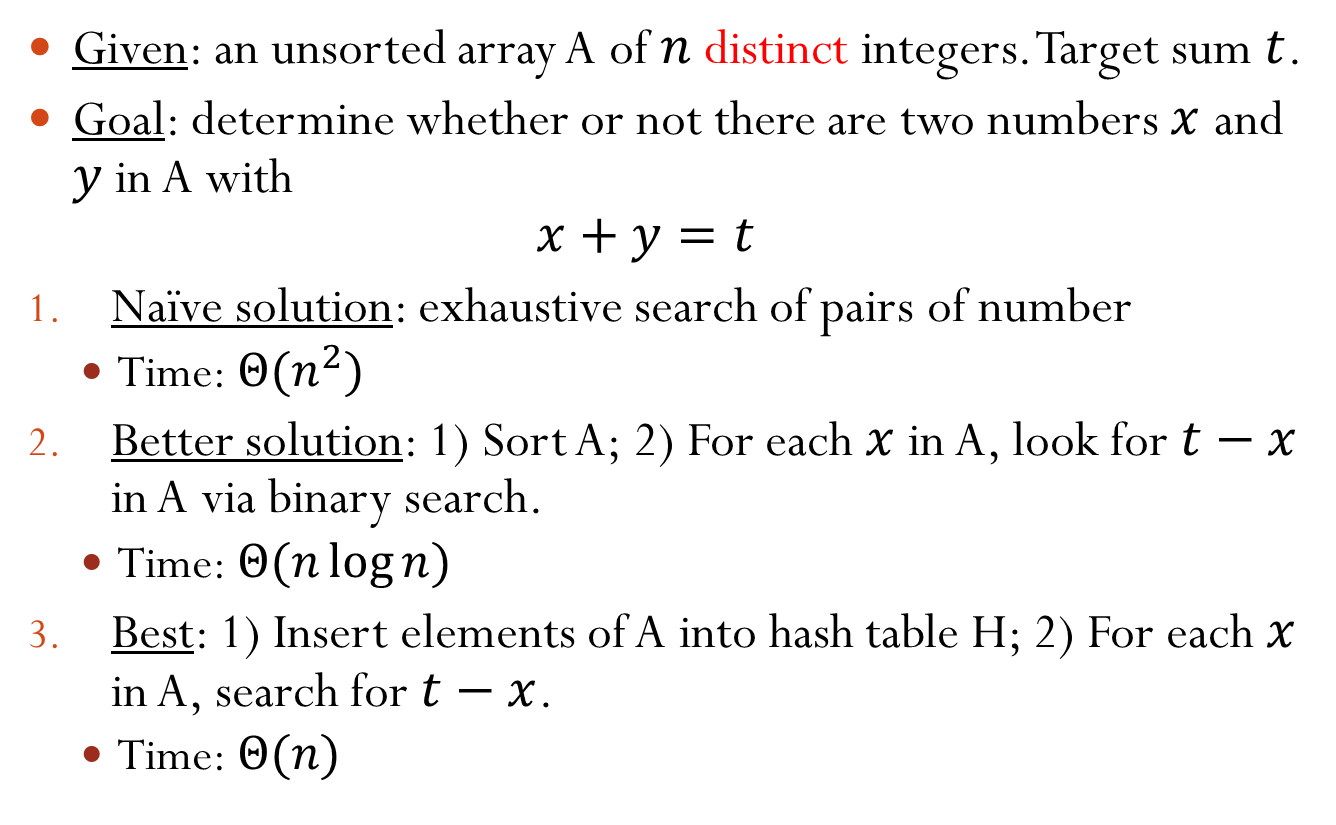 • Given: an unsorted array A of n distinct integers. Target sum t.
• Goal: determine whether or not there are two numbers x and
y in A with
x + y = t
1. Naïve solution: exhaustive search of pairs of number
• Time: Θ(n²)
2. Better solution: 1) Sort A; 2) For each x in A, look for t − x
in A via binary search.
• Time: Θ(n log n)
3. Best: 1) Insert elements of A into hash table H; 2) For each x
in A, search for t − x.
• Time: Θ(n)